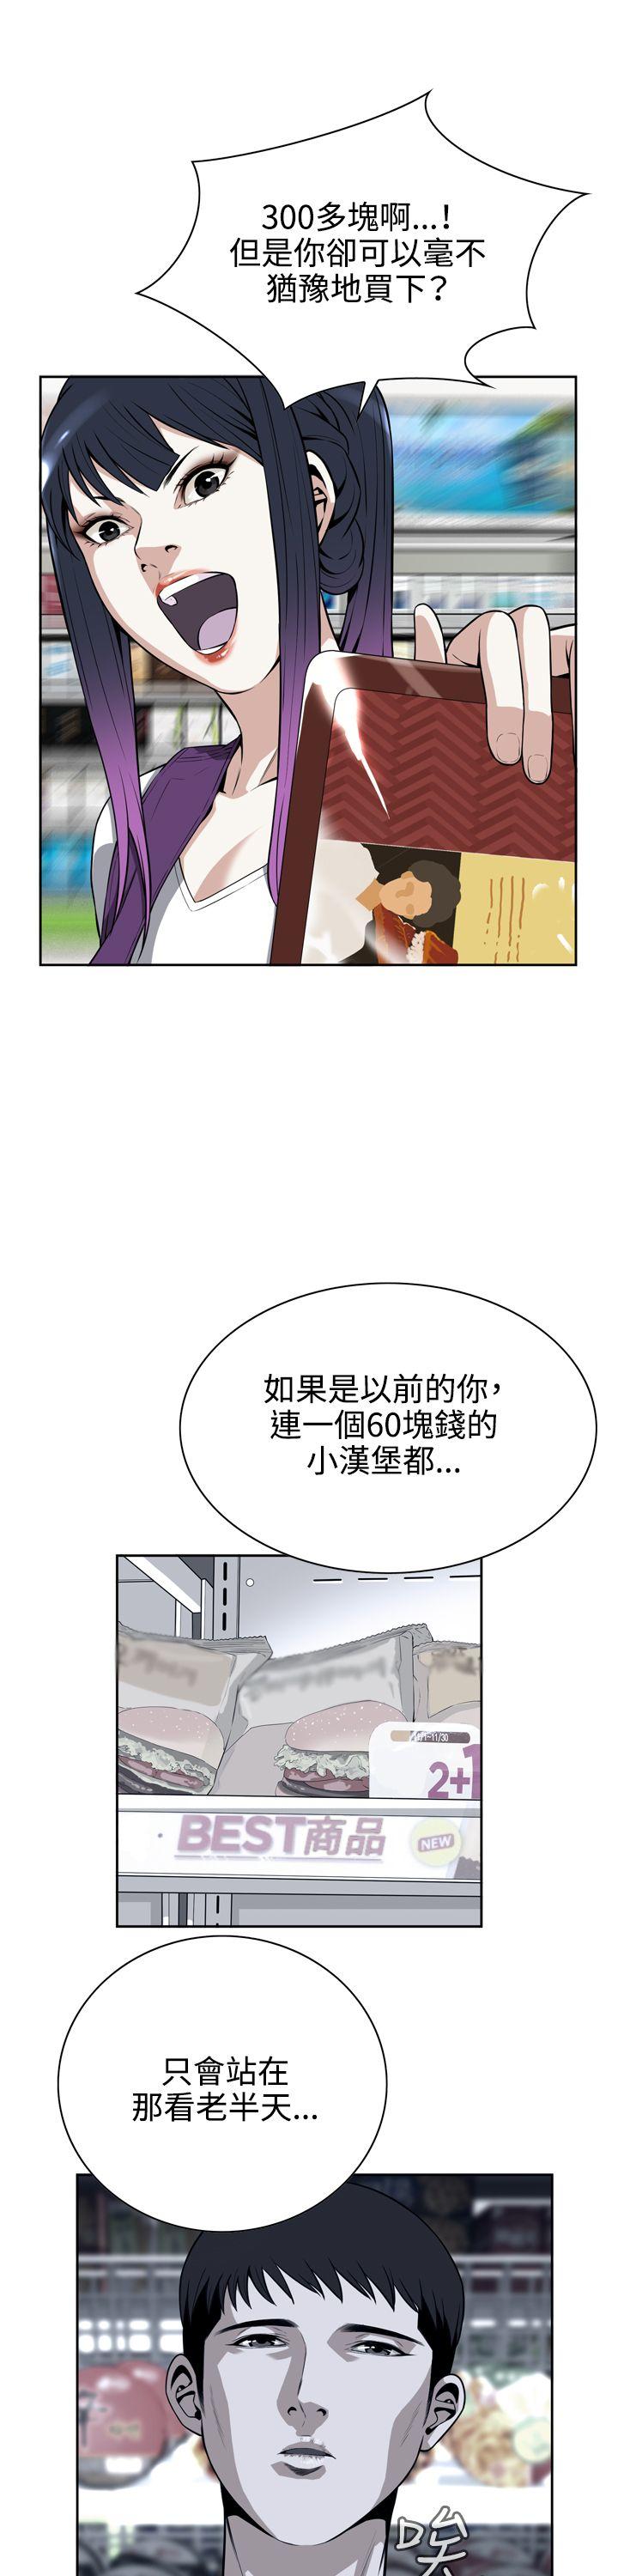 300多塊啊...!
但是你卻可以毫不
猶豫地買下？
如果是以前的你，
連一個60塊錢的
小漢堡都...
11/30
2+1
BEST商品
NEW
只會站在
那看老半天...
唉